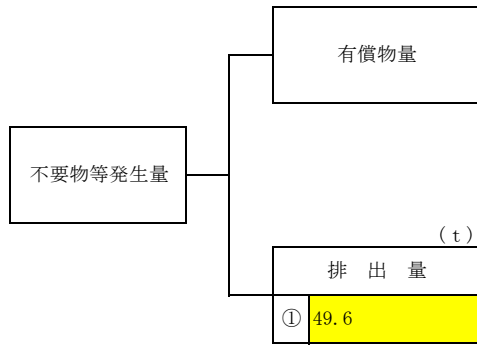 有償物量
不要物等発生量
(t)
排 出 量
① 49.6